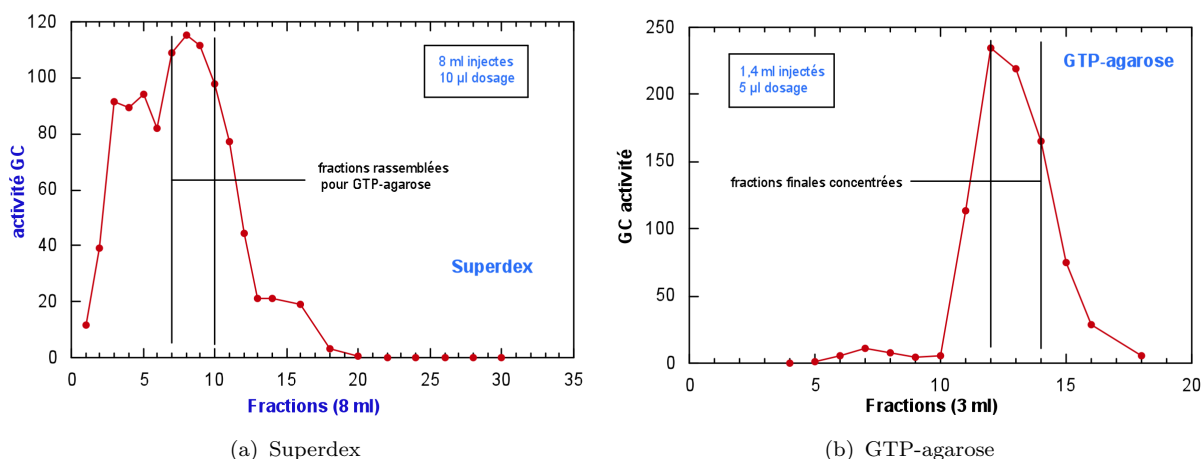 120
100
80
60
40
20
0
activité GC
8 ml injectes
10 µl dosage
fractions rassemblées
pour GTP-agarose
Superdex
0
5
10
15
20
25
30
35
Fractions (8 ml)
(a) Superdex
250
200
150
100
50
0
GC activité
1,4 ml injectés
5 µl dosage
GTP-agarose
fractions finales concentrées
0
5
10
15
20
Fractions (3 ml)
(b) GTP-agarose